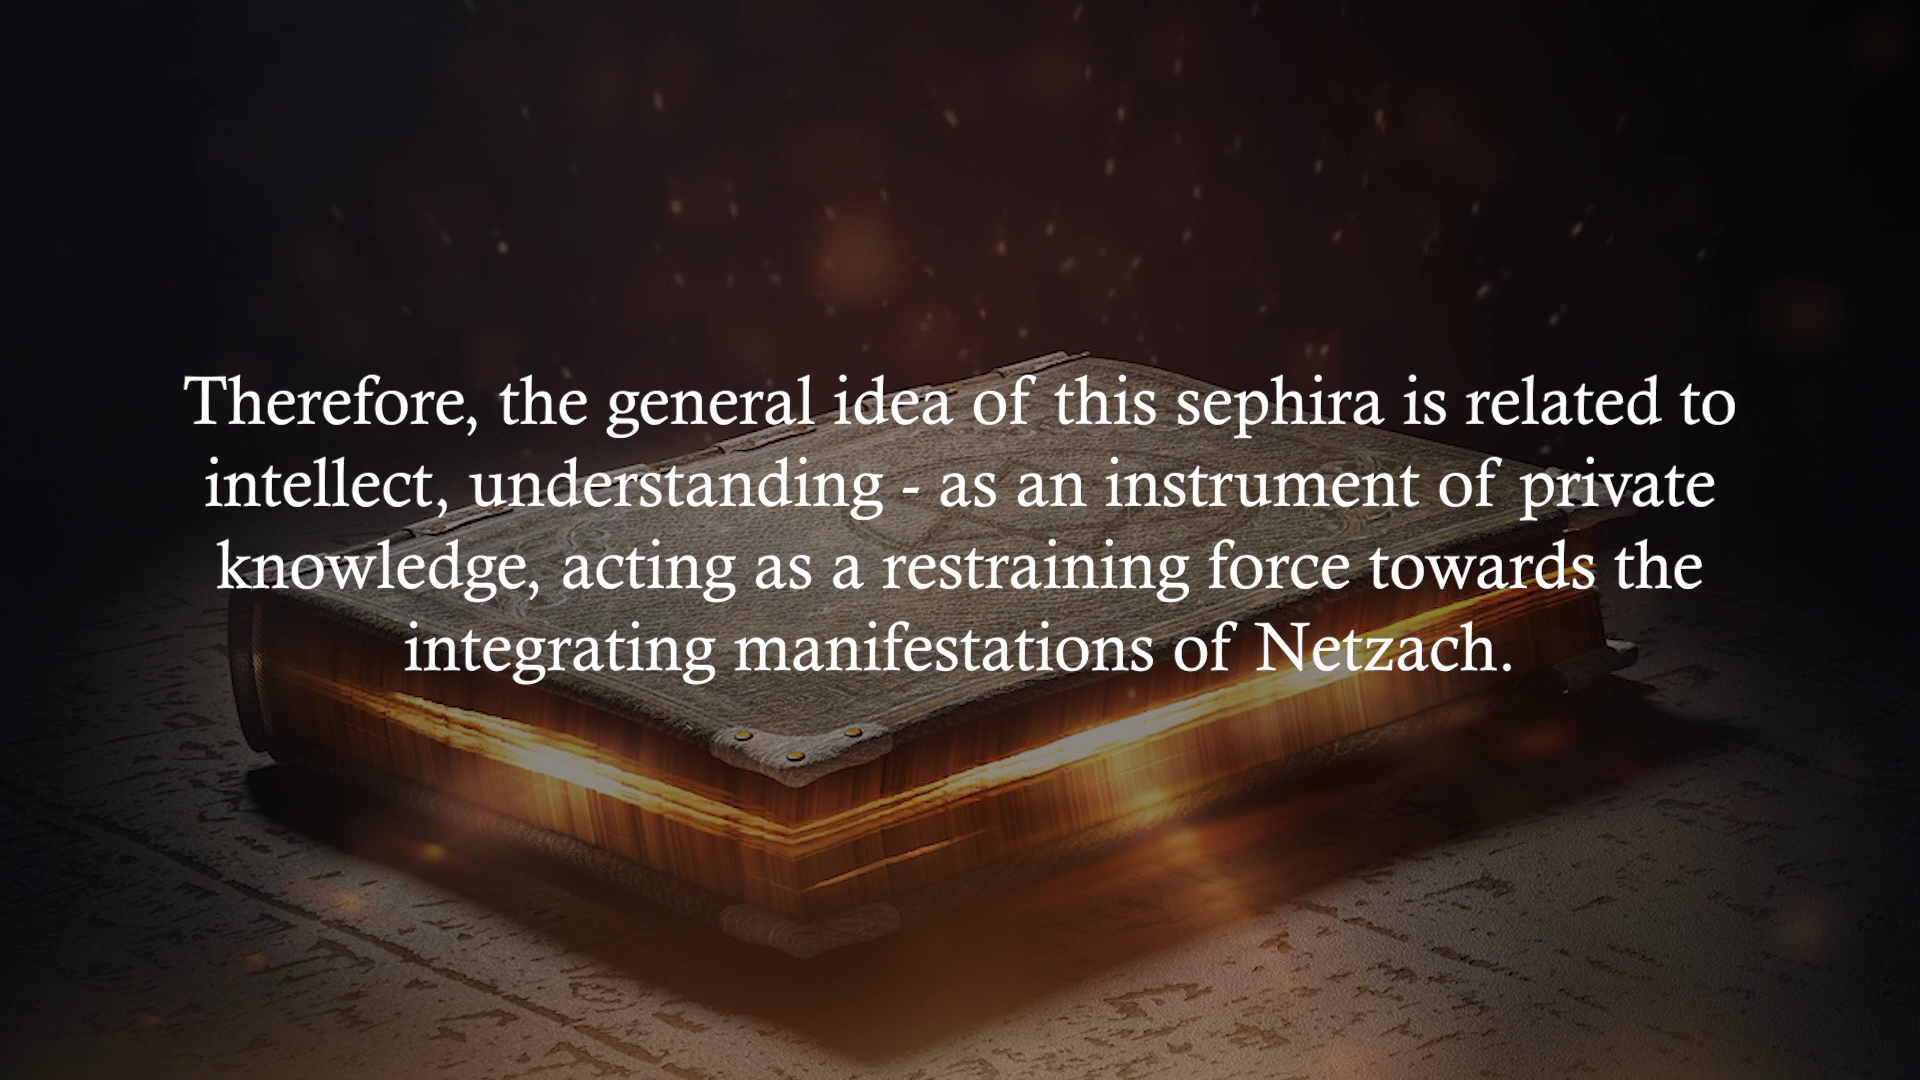 Therefore, the general idea of this sephira is related to
intellect, understanding - as an instrument of private
knowledge, acting as a restraining force towards the
integrating manifestations of Netzach.